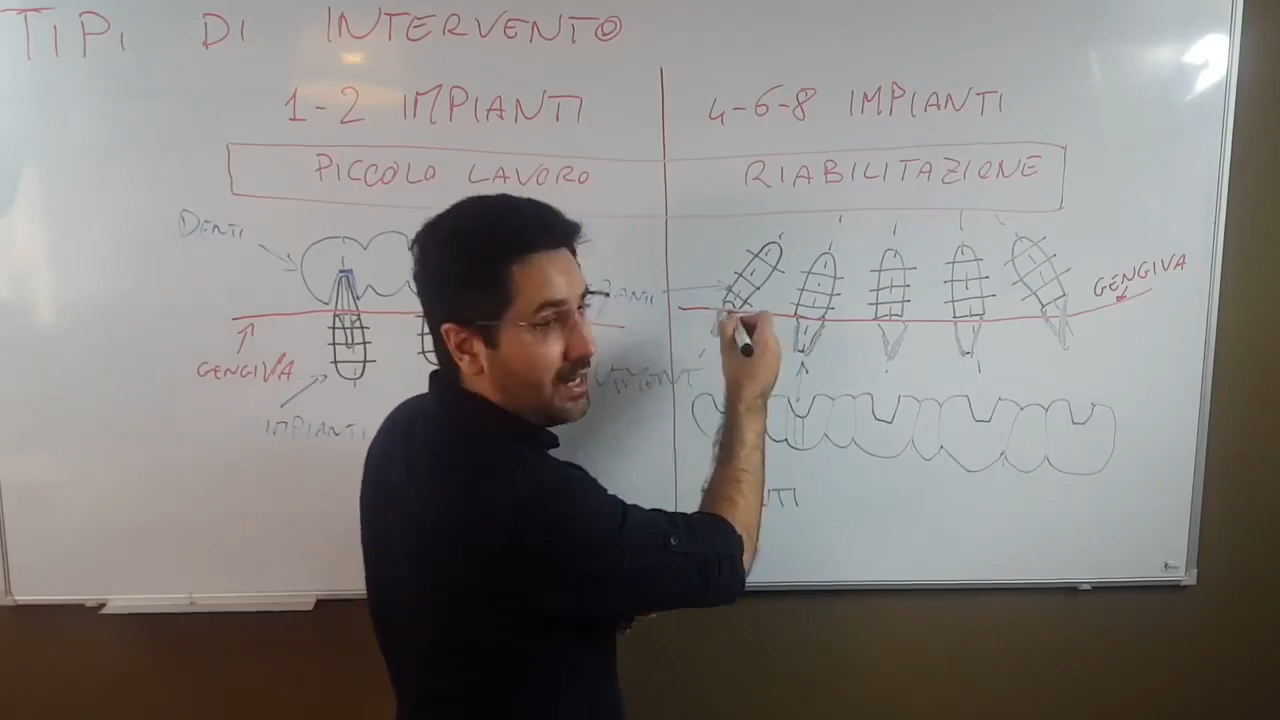 TIPI DI INTERVENTO
1-2 IMPIANTI
4-6-8 IMPIANTI
PICCOLO LAVORO
RIABILITAZIONE
DENTI
GENGIVA
GENGIVA
IMPIANTI